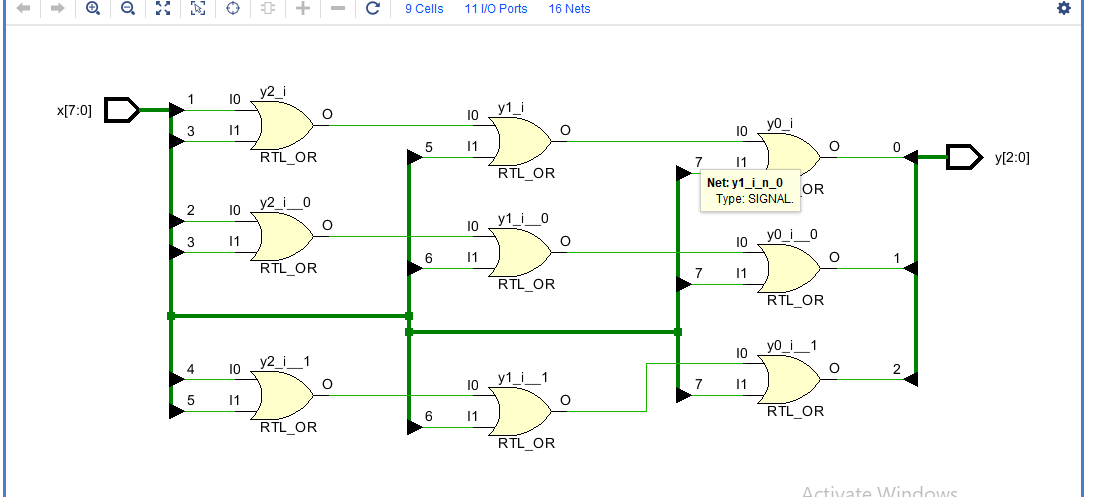 9 Cells 11 I/O Ports 16 Nets
x[7:0]
1 I0 y2_i O
3 I1
RTL_OR
I0 y1_i O
5 I1
RTL_OR
I0 y0_i O 0
7 I1
OR
y[2:0]
Net: y1_i_n_0
Type: SIGNAL.
2 I0 y2_i__0 O
3 I1
RTL_OR
I0 y1_i__0 O
6 I1
RTL_OR
I0 y0_i__0 O 1
7 I1
RTL_OR
4 I0 y2_i__1 O
5 I1
RTL_OR
I0 y1_i__1 O
6 I1
RTL_OR
I0 y0_i__1 O 2
7 I1
RTL_OR
Activate Windows